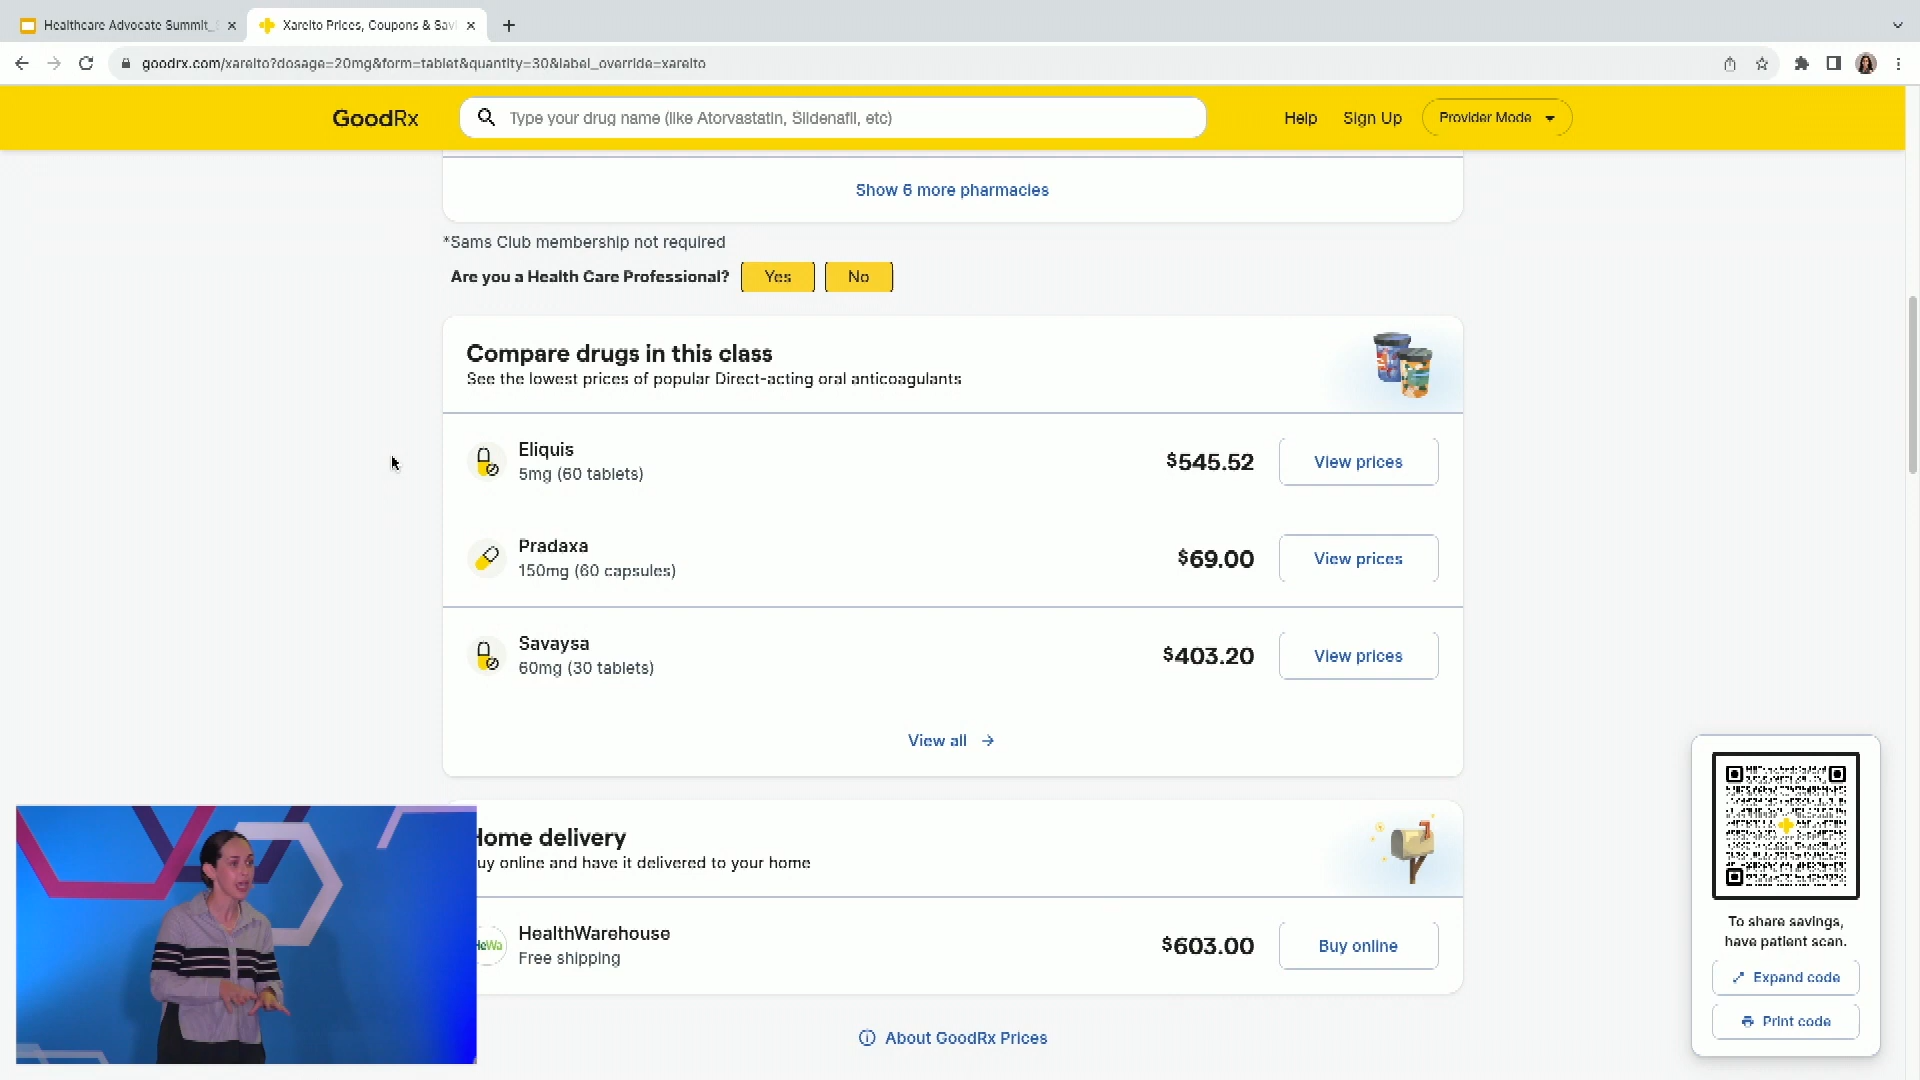 Healthcare Advocate Summit_
Xarelto Prices, Coupons & Sav
goodrx.com/xarelto?dosage=20mg&form=tablet&quantity=30&label_override=xarelto
GoodRx
Type your drug name (like Atorvastatin, Sildenafil, etc)
Help
Sign Up
Provider Mode
Show 6 more pharmacies
*Sams Club membership not required
Are you a Health Care Professional?
Yes
No
Compare drugs in this class
See the lowest prices of popular Direct-acting oral anticoagulants
Eliquis
5mg (60 tablets)
$545.52
View prices
Pradaxa
150mg (60 capsules)
$69.00
View prices
Savaysa
60mg (30 tablets)
$403.20
View prices
View all
Home delivery
uy online and have it delivered to your home
HealthWarehouse
Free shipping
HeWa
$603.00
Buy online
About GoodRx Prices
To share savings,
have patient scan.
Expand code
Print code